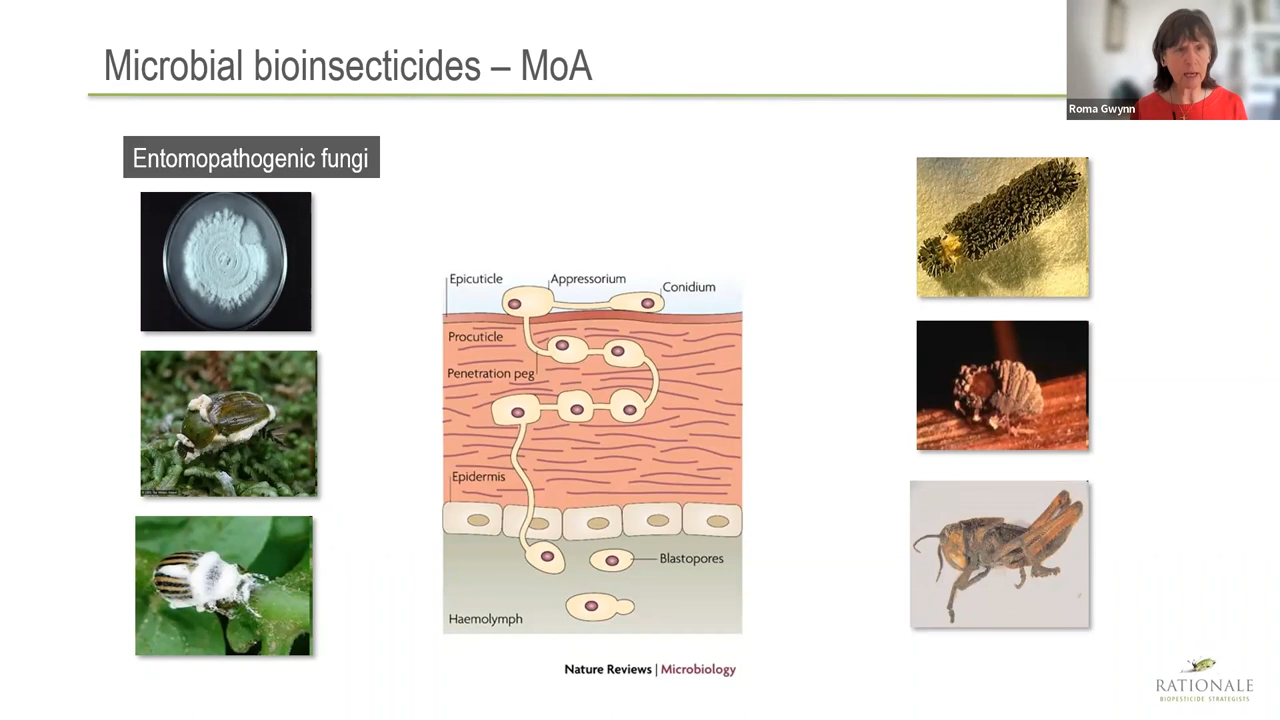 Microbial bioinsecticides – MoA
Roma Gwynn
Entomopathogenic fungi
Epicuticle
Appressorium
Conidium
Procuticle
Penetration peg
Epidermis
Blastopores
Haemolymph
Nature Reviews | Microbiology
RATIONALE
BIOPESTICIDE STRATEGISTS